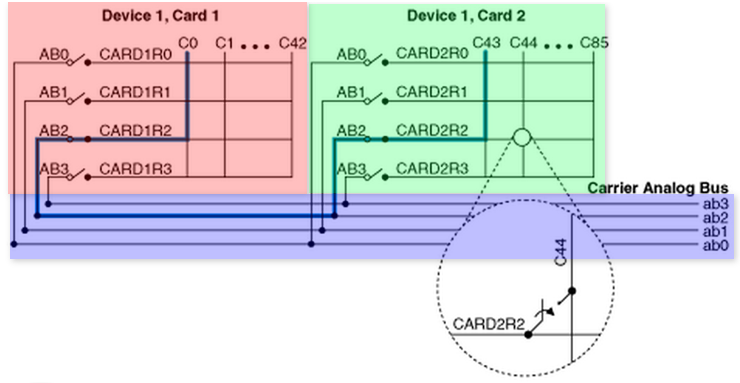 Device 1, Card 1
Device 1, Card 2
C0 C1 ••• C42
C43 C44 ••• C85
AB0 CARD1R0
AB0 CARD2R0
AB1 CARD1R1
AB1 CARD2R1
AB2 CARD1R2
AB2 CARD2R2
AB3 CARD1R3
AB3 CARD2R3
Carrier Analog Bus
ab3
ab2
ab1
ab0
C44
CARD2R2